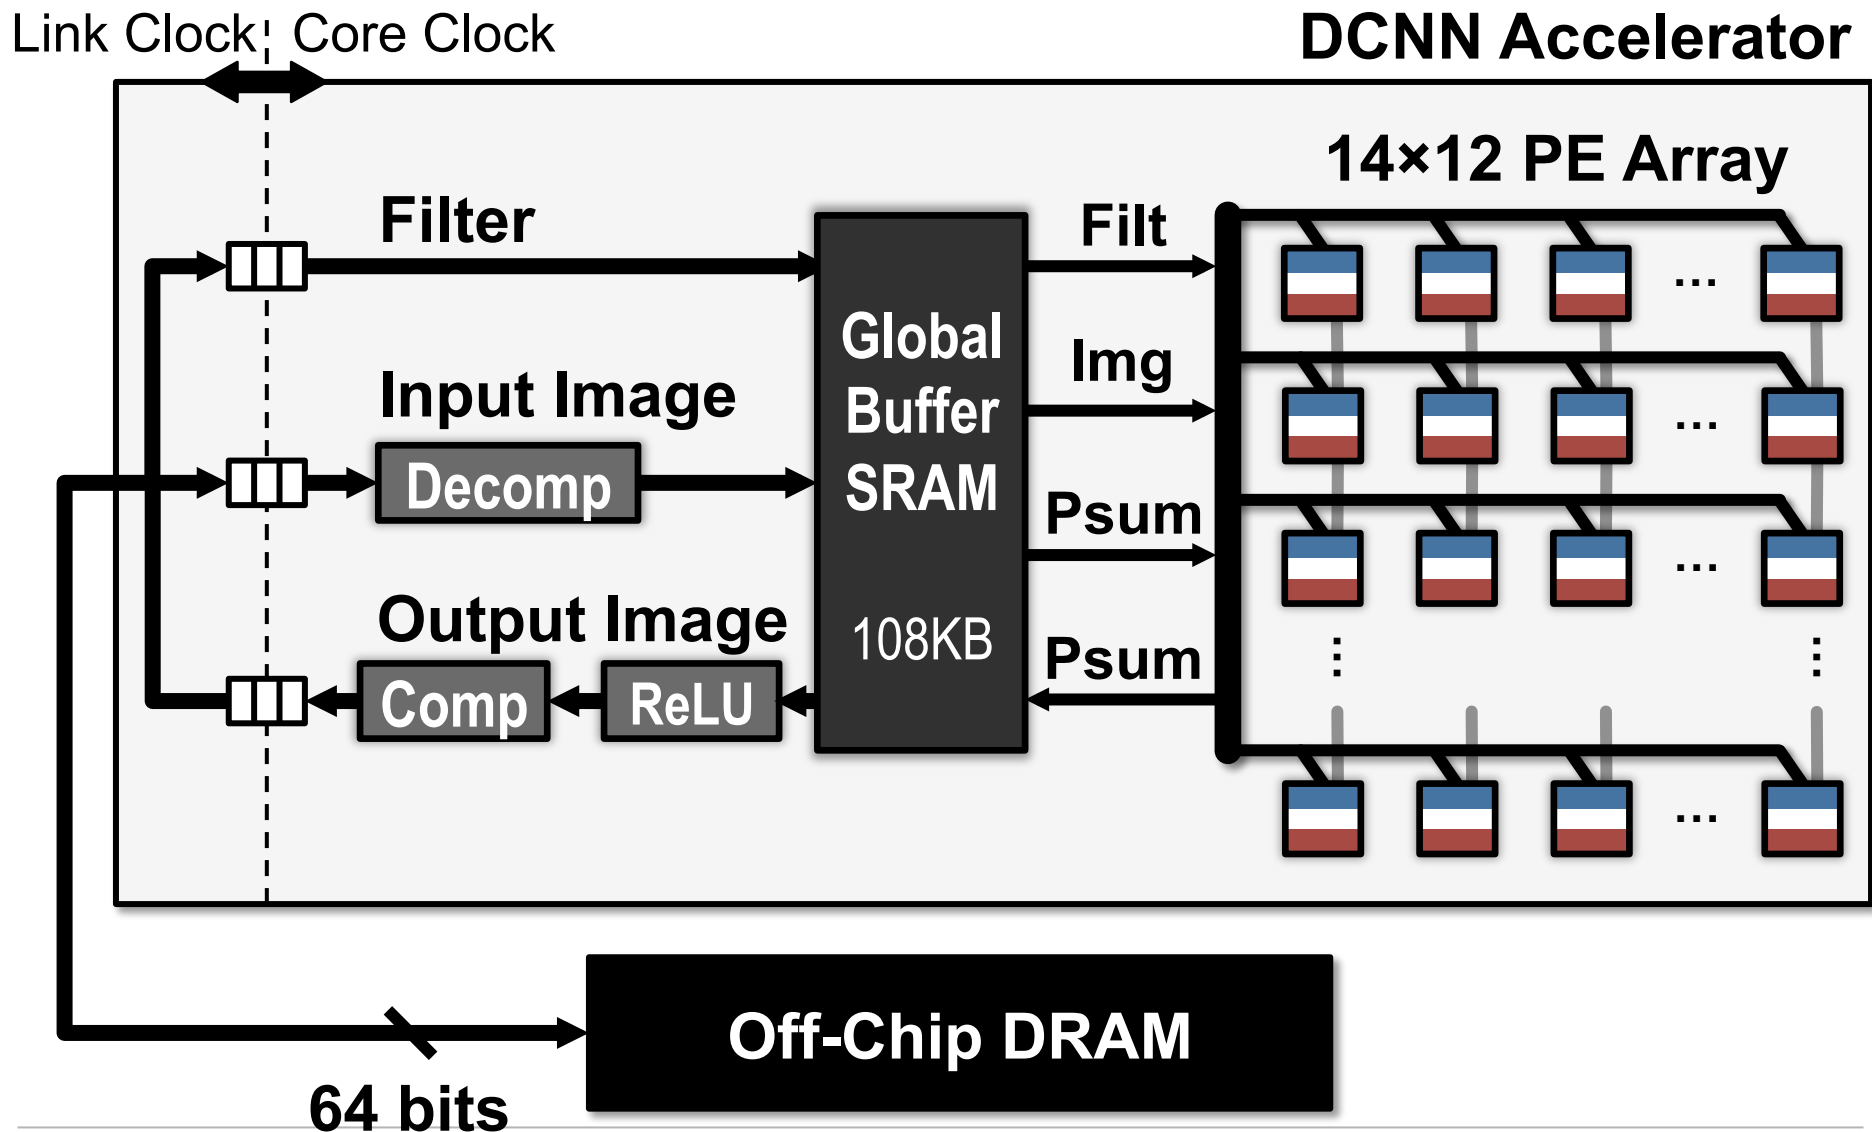 Link Clock
Core Clock
DCNN Accelerator
14×12 PE Array
Filter
Filt
...
Global
Buffer
SRAM
108KB
Input Image
Img
...
Decomp
Psum
...
Output Image
Psum
...
...
Comp
ReLU
...
Off-Chip DRAM
64 bits